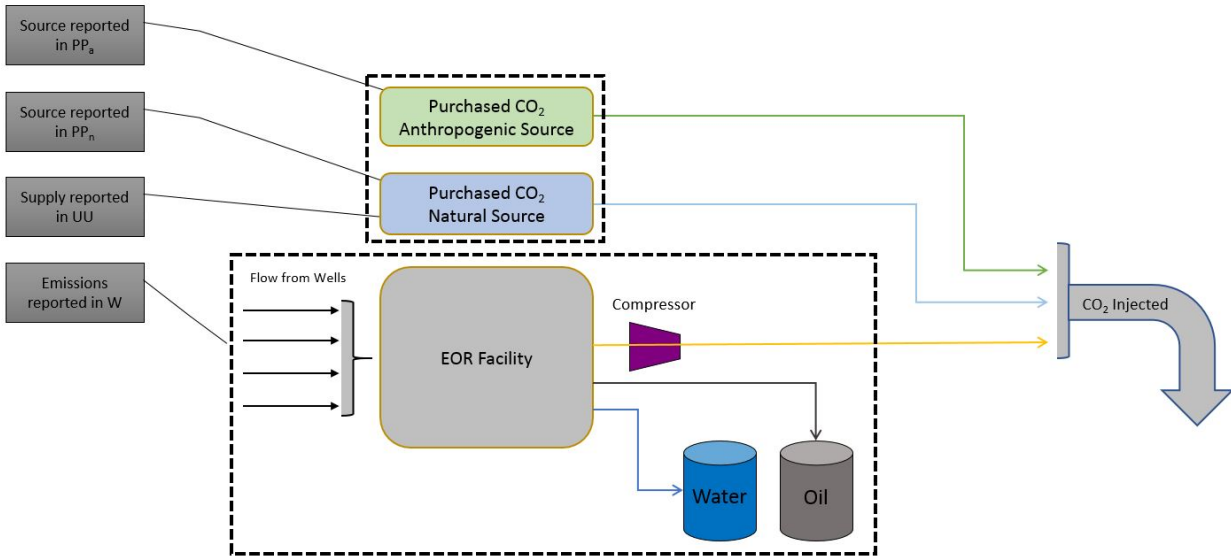 Source reported
in PPₐ
Source reported
in PPₙ
Supply reported
in UU
Emissions
reported in W
Purchased CO₂
Anthropogenic Source
Purchased CO₂
Natural Source
Flow from Wells
EOR Facility
Compressor
Water
Oil
CO₂ Injected